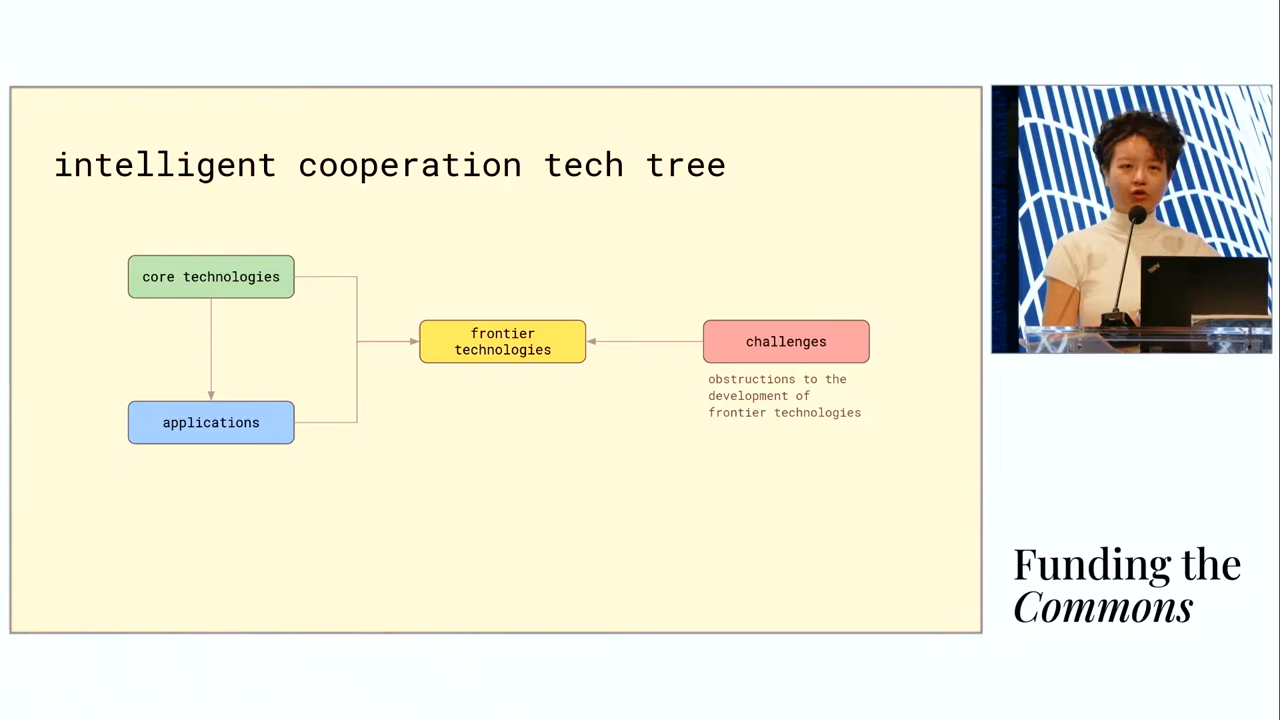 intelligent cooperation tech tree
core technologies
frontier
technologies
challenges
obstructions to the
development of
frontier technologies
applications
Funding the
Commons